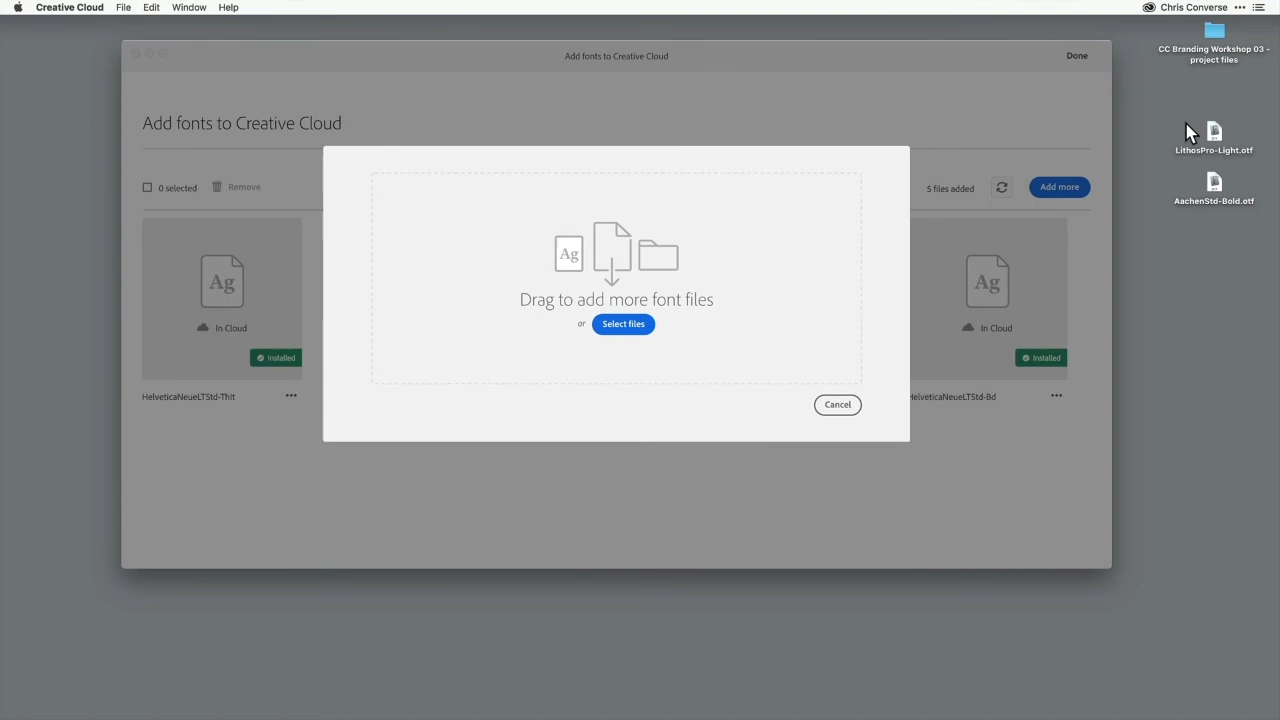 Creative Cloud File Edit Window Help
Chris Converse
CC Branding Workshop 03 -
project files
Add fonts to Creative Cloud
Done
Add fonts to Creative Cloud
LithosPro-Light.otf
0 selected
Remove
5 files added
Add more
AachenStd-Bold.otf
Ag
Ag
Ag
Drag to add more font files
or
Select files
In Cloud
In Cloud
Installed
Installed
HelveticaNeueLTStd-ThIt
HelveticaNeueLTStd-Bd
Cancel